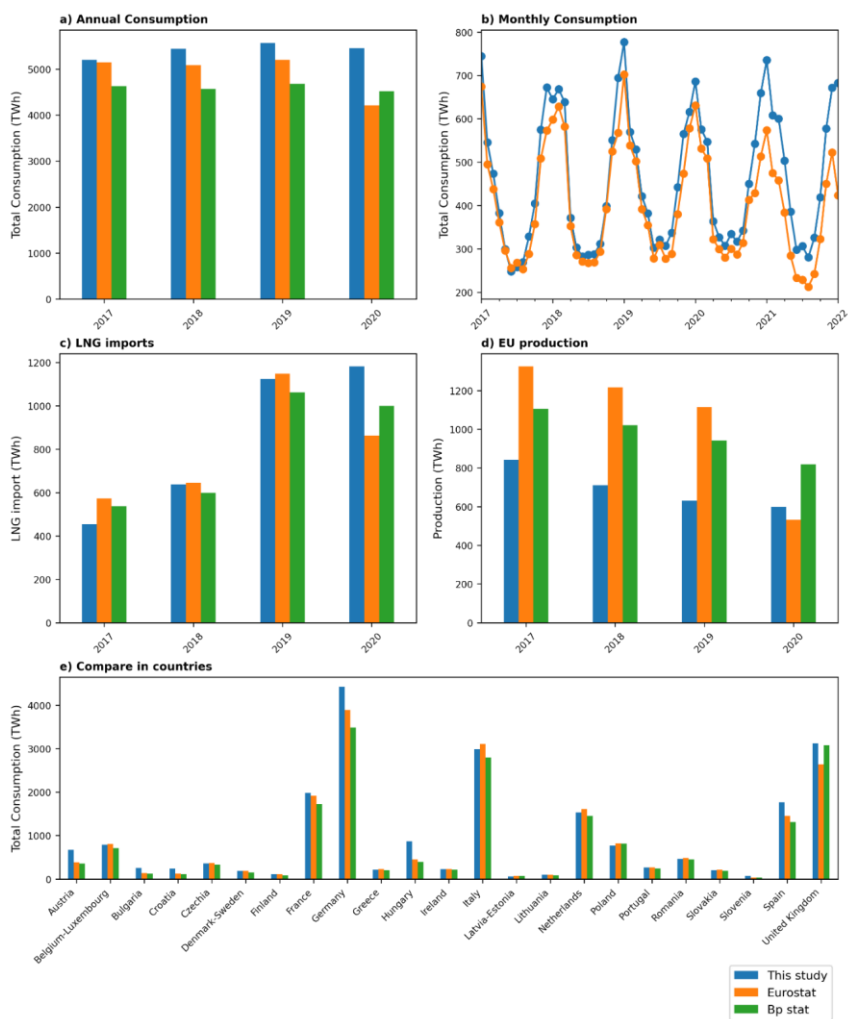 a) Annual Consumption
Total Consumption (TWh)
5000
4000
3000
2000
1000
0
2017
2018
2019
2020
b) Monthly Consumption
Total Consumption (TWh)
800
700
600
500
400
300
200
2017
2018
2019
2020
2021
2022
c) LNG imports
LNG import (TWh)
1200
1000
800
600
400
200
0
2017
2018
2019
2020
d) EU production
Production (TWh)
1200
1000
800
600
400
200
0
2017
2018
2019
2020
e) Compare in countries
Total Consumption (TWh)
4000
3000
2000
1000
0
Austria
Belgium-Luxembourg
Bulgaria
Croatia
Czechia
Denmark-Sweden
Finland
France
Germany
Greece
Hungary
Ireland
Italy
Latvia-Estonia
Lithuania
Netherlands
Poland
Portugal
Romania
Slovakia
Slovenia
Spain
United Kingdom
This study
Eurostat
Bp stat